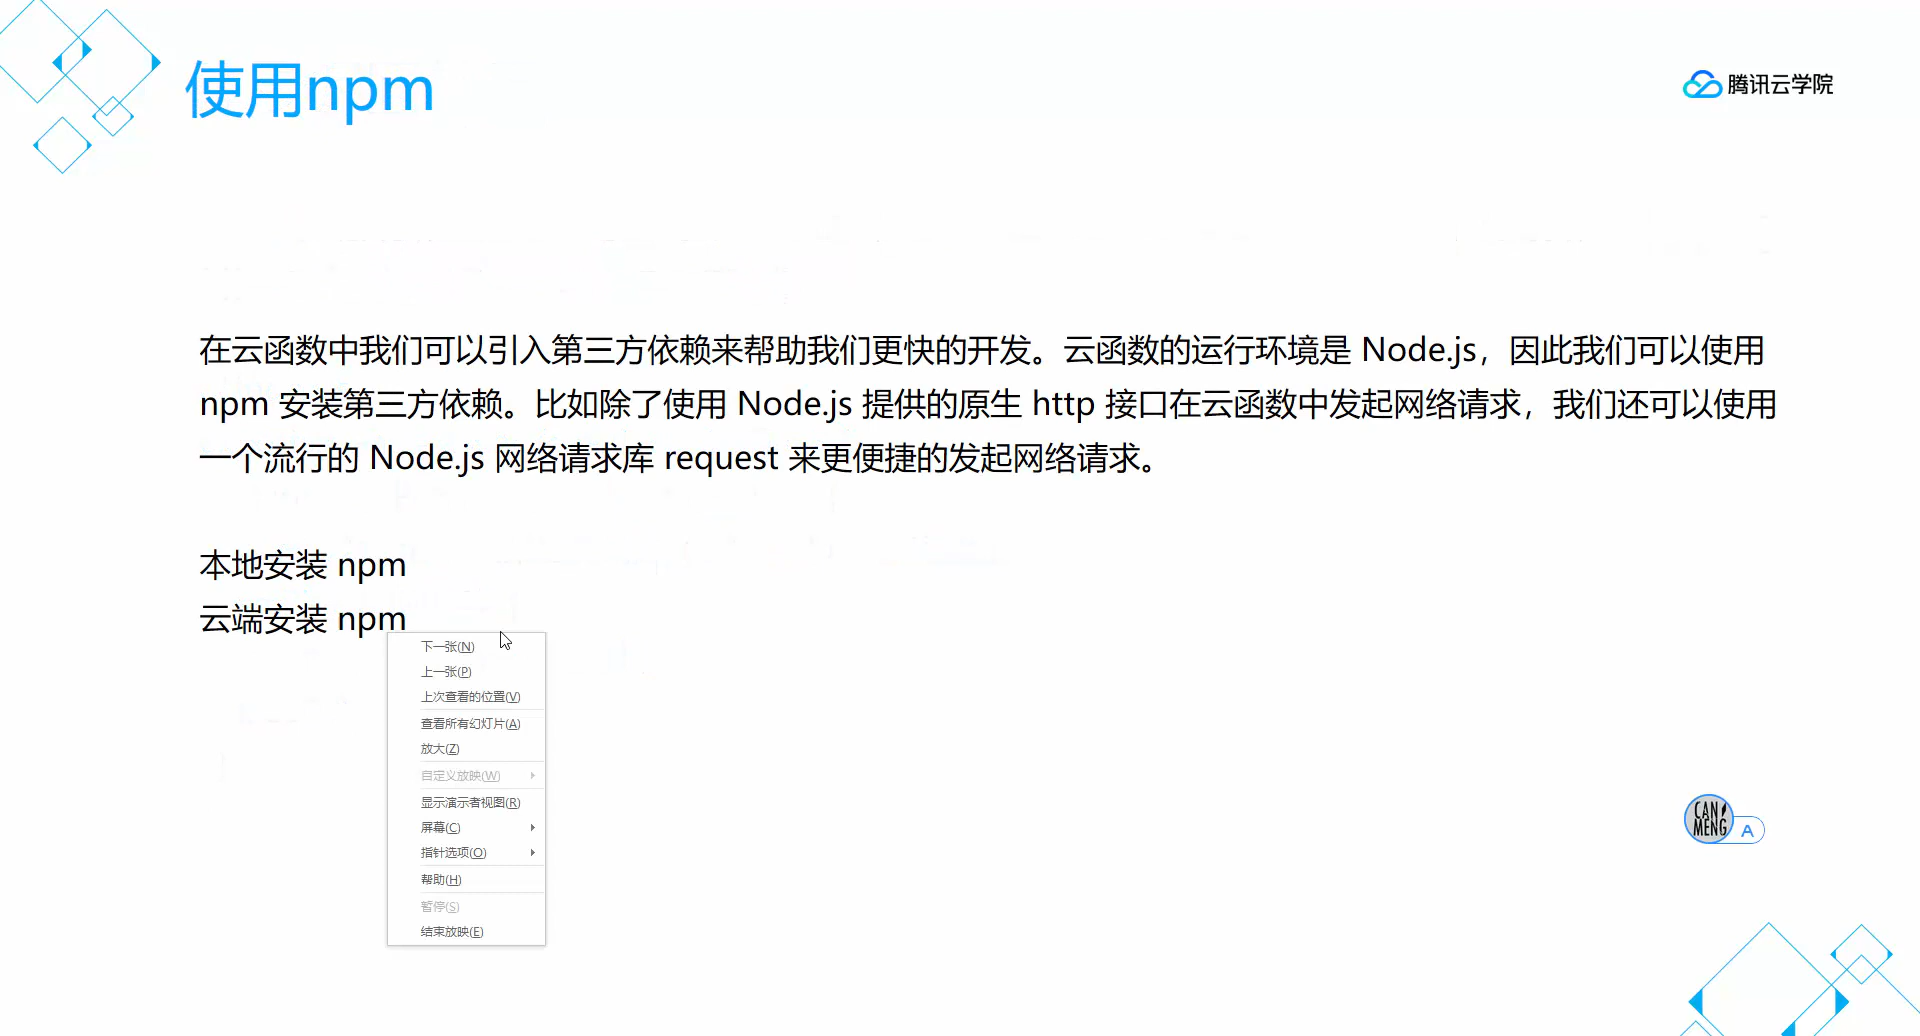 使用npm
腾讯云学院
在云函数中我们可以引入第三方依赖来帮助我们更快的开发。云函数的运行环境是 Node.js，因此我们可以使用
npm 安装第三方依赖。比如除了使用 Node.js 提供的原生 http 接口在云函数中发起网络请求，我们还可以使用
一个流行的 Node.js 网络请求库 request 来更便捷的发起网络请求。
本地安装 npm
云端安装 npm
下一张(N)
上一张(P)
上次查看的位置(V)
查看所有幻灯片(A)
放大(Z)
自定义放映(W)
显示演示者视图(R)
屏幕(C)
指针选项(O)
帮助(H)
暂停(S)
结束放映(E)
CAN
MENG
A